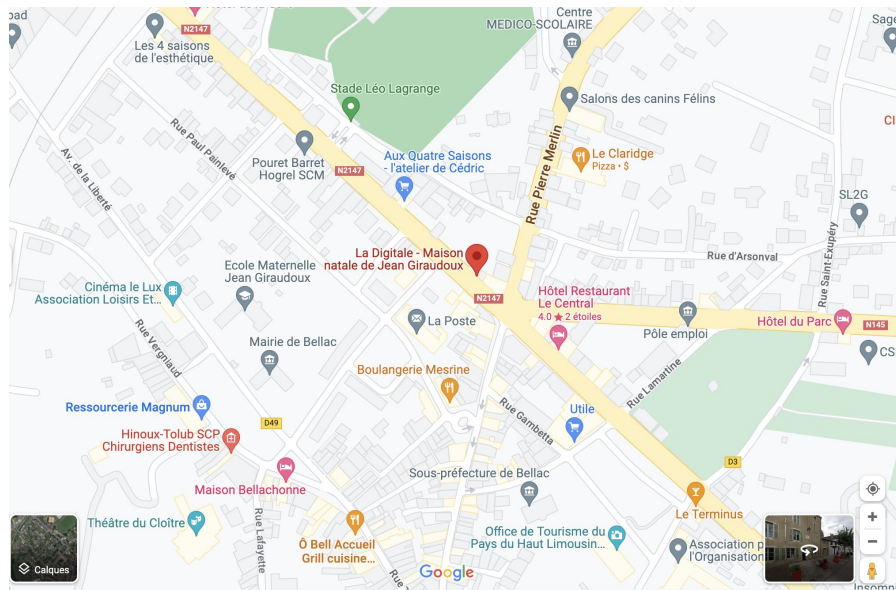 Centre
MEDICO-SCOLAIRE
N2147
Les 4 saisons
de l'esthétique
Stade Léo Lagrange
Salons des canins Félins
Rue Paul Painlevé
Pouret Barret
Hogrel SCM
Aux Quatre Saisons
- l'atelier de Cédric
Le Claridge
Pizza · $
N2147
Rue Pierre Merlin
Av. de la Liberté
SL2G
La Digitale - Maison
natale de Jean Giraudoux
Rue d'Arsonval
Rue Saint-Exupéry
Ecole Maternelle
Jean Giraudoux
Cinéma le Lux
Association Loisirs Et...
N2147
Hôtel Restaurant
Le Central
4.0 ★ 2 étoiles
La Poste
Pôle emploi
Hôtel du Parc
N145
Mairie de Bellac
CS
Rue Vergniaud
Boulangerie Mesrine
Rue Lamartine
Ressourcerie Magnum
Rue Gambetta
Utile
D49
Hinoux-Tolub SCP
Chirurgiens Dentistes
D3
Sous-préfecture de Bellac
Maison Bellachonne
Le Terminus
Théâtre du Cloître
Rue Lafayette
Ô Bell Accueil
Grill cuisine...
Office de Tourisme du
Pays du Haut Limousin...
Association
l'Organisation
Calques
Google